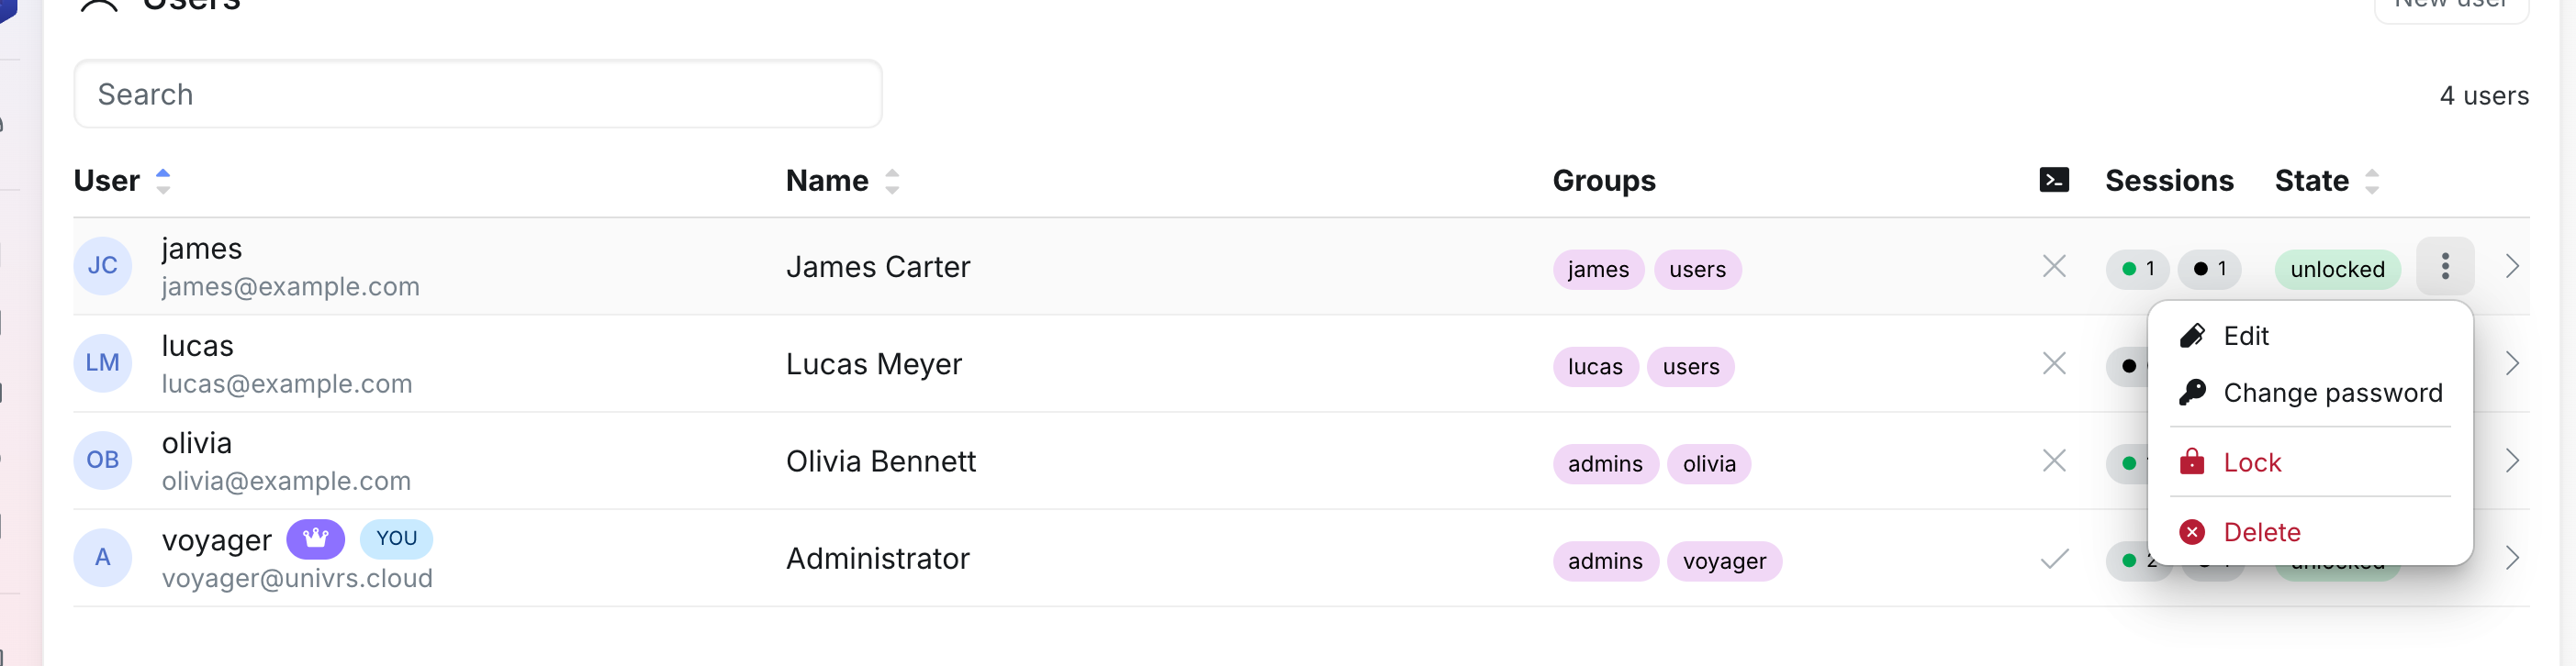 Users
New user
Search
4 users
User Name Groups Sessions State
JC james
james@example.com
James Carter
james users
1 1 unlocked
LM lucas
lucas@example.com
Lucas Meyer
lucas users
OB olivia
olivia@example.com
Olivia Bennett
admins olivia
A voyager YOU
voyager@univrs.cloud
Administrator
admins voyager
2 unlocked
Edit
Change password
Lock
Delete